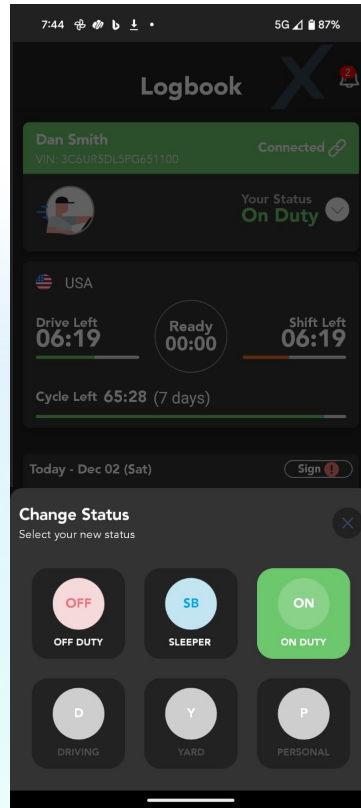 7:44
5G 87%
Logbook
2
Dan Smith
VIN: 3C6UR5DL5PG651100
Connected
Your Status
On Duty
USA
Drive Left
06:19
Ready
00:00
Shift Left
06:19
Cycle Left 65:28 (7 days)
Today - Dec 02 (Sat)
Sign !
Change Status
Select your new status
OFF
OFF DUTY
SB
SLEEPER
ON
ON DUTY
D
DRIVING
Y
YARD
P
PERSONAL